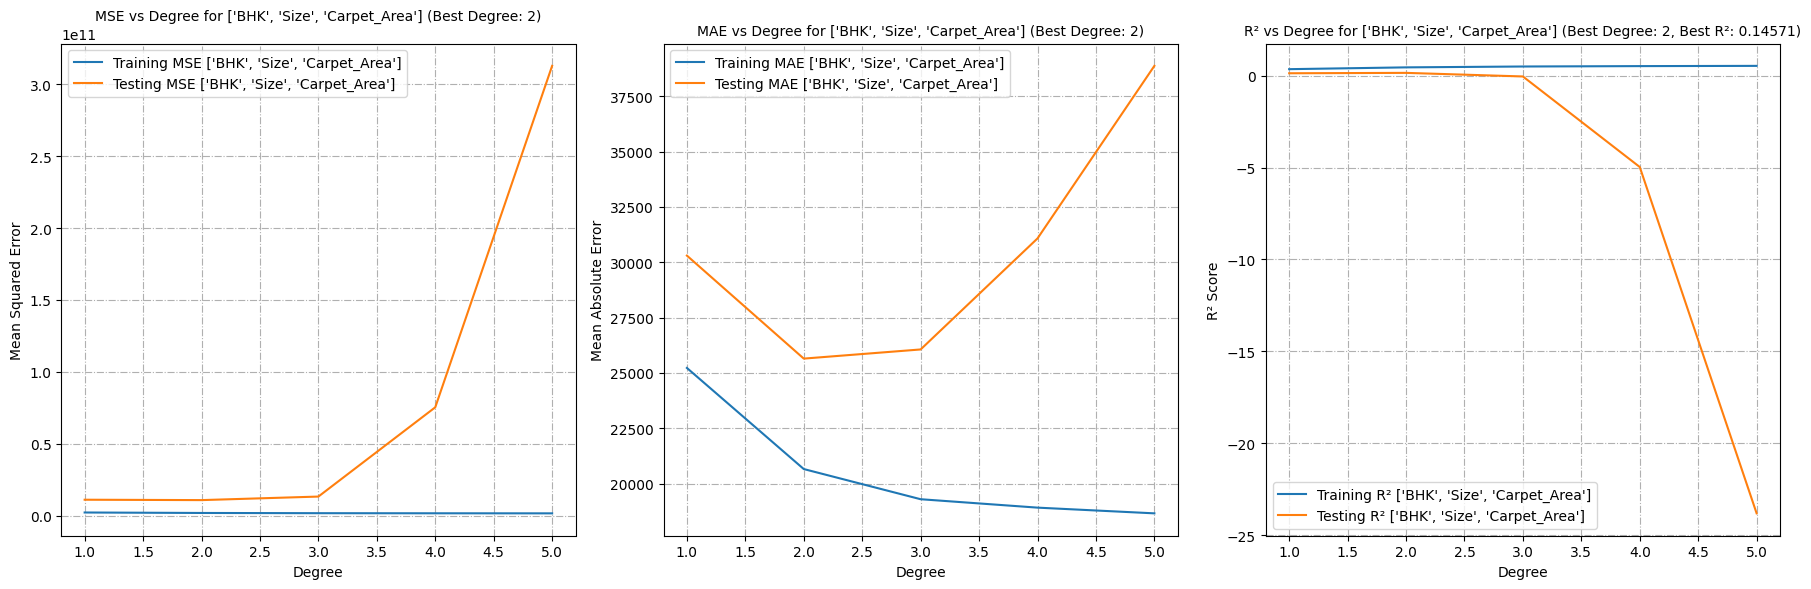 MSE vs Degree for ['BHK', 'Size', 'Carpet_Area'] (Best Degree: 2)
1e11
Training MSE ['BHK', 'Size', 'Carpet_Area']
Testing MSE ['BHK', 'Size', 'Carpet_Area']
3.0
2.5
2.0
1.5
1.0
0.5
0.0
Mean Squared Error
1.0 1.5 2.0 2.5 3.0 3.5 4.0 4.5 5.0
Degree
MAE vs Degree for ['BHK', 'Size', 'Carpet_Area'] (Best Degree: 2)
Training MAE ['BHK', 'Size', 'Carpet_Area']
Testing MAE ['BHK', 'Size', 'Carpet_Area']
37500
35000
32500
30000
27500
25000
22500
20000
Mean Absolute Error
1.0 1.5 2.0 2.5 3.0 3.5 4.0 4.5 5.0
Degree
R² vs Degree for ['BHK', 'Size', 'Carpet_Area'] (Best Degree: 2, Best R²: 0.14571)
0
−5
−10
−15
−20
−25
R² Score
Training R² ['BHK', 'Size', 'Carpet_Area']
Testing R² ['BHK', 'Size', 'Carpet_Area']
1.0 1.5 2.0 2.5 3.0 3.5 4.0 4.5 5.0
Degree